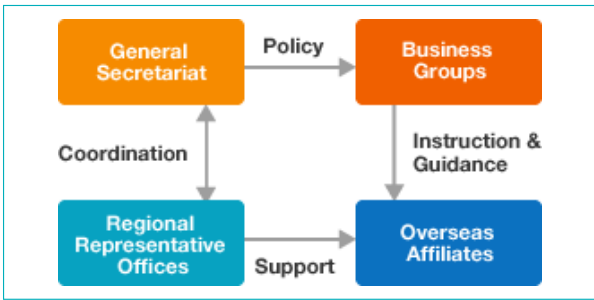 General
Secretariat
Policy
Business
Groups
Coordination
Instruction &
Guidance
Regional
Representative
Offices
Support
Overseas
Affiliates